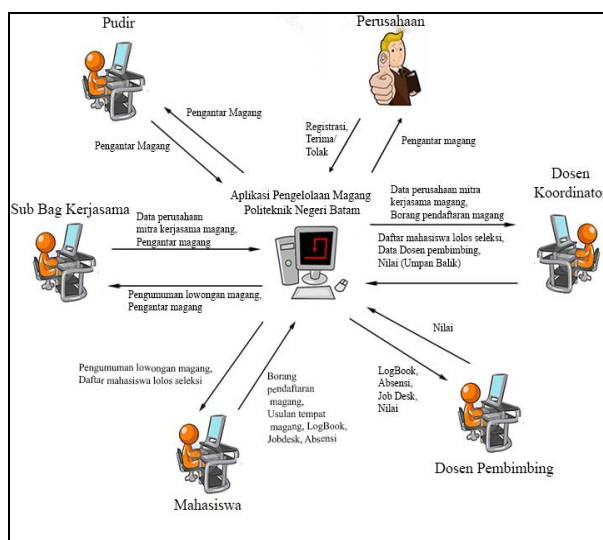 Pudir
Perusahaan
Pengantar Magang
Pengantar Magang
Registrasi,
Terima/
Tolak
Pengantar magang
Aplikasi Pengelolaan Magang
Politeknik Negeri Batam
Data perusahaan
mitra kerjasama magang,
Borang pendaftaran magang
Dosen
Koordinator
Sub Bag Kerjasama
Data perusahaan
mitra kerjasama magang,
Pengantar magang
Daftar mahasiswa lolos seleksi,
Data Dosen pembimbing,
Nilai (Umpan Balik)
Pengumuman lowongan magang,
Pengantar magang
Nilai
Pengumuman lowongan magang,
Daftar mahasiswa lolos seleksi
Borang
pendaftaran
magang,
Usulan tempat
magang, LogBook,
Jobdesk, Absensi
LogBook,
Absensi,
Job Desk,
Nilai
Mahasiswa
Dosen Pembimbing